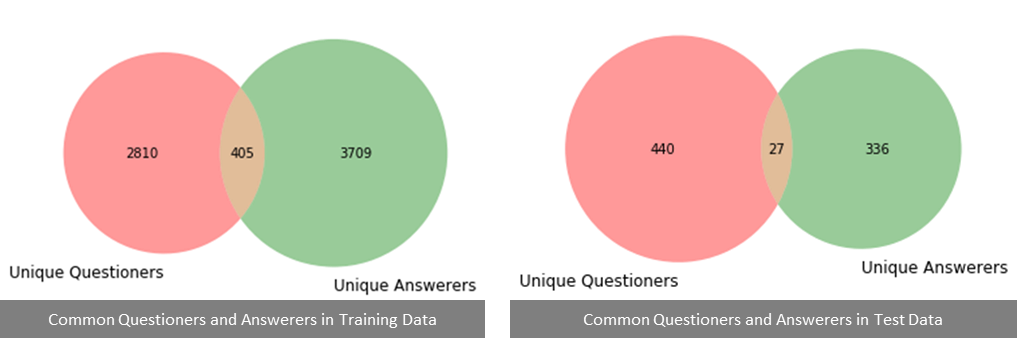 2810
405
3709
Unique Questioners
Unique Answerers
Common Questioners and Answerers in Training Data
440
27
336
Unique Questioners
Unique Answerers
Common Questioners and Answerers in Test Data